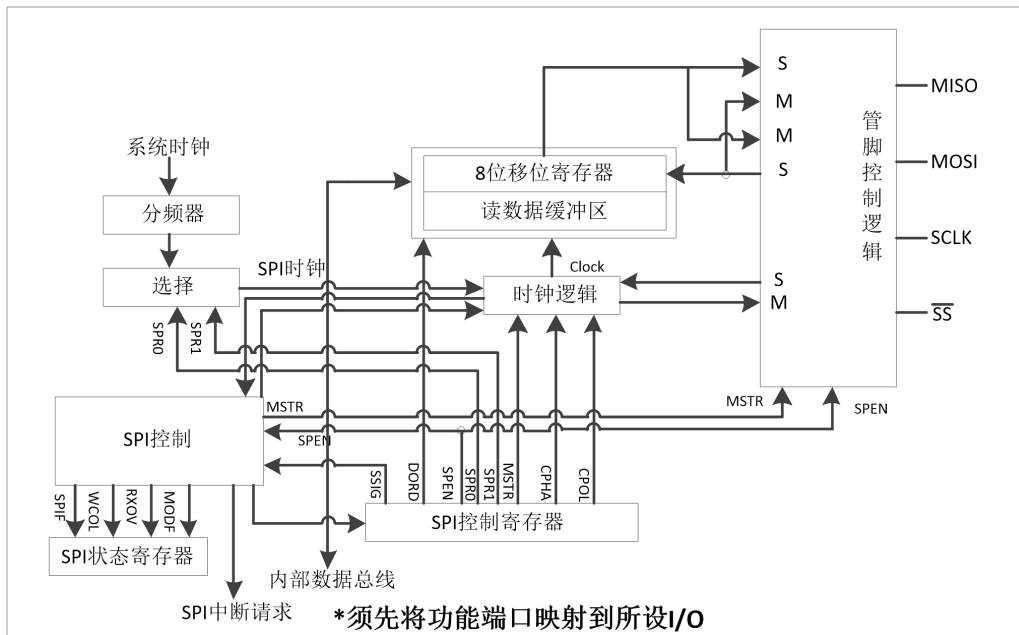 S
MISO
M
管脚控制逻辑
系统时钟
M
MOSI
8位移位寄存器
S
分频器
读数据缓冲区
SCLK
SPI时钟
Clock
选择
时钟逻辑
S
M
SS
SPR0
SPR1
MSTR
MSTR
SPEN
SPI控制
SPEN
SSIG
DORD
SPEN
SPR0
SPR1
MSTR
CPHA
CPOL
SPIF
WCOL
RXOV
MODF
SPI控制寄存器
SPI状态寄存器
内部数据总线
SPI中断请求
*须先将功能端口映射到所设I/O